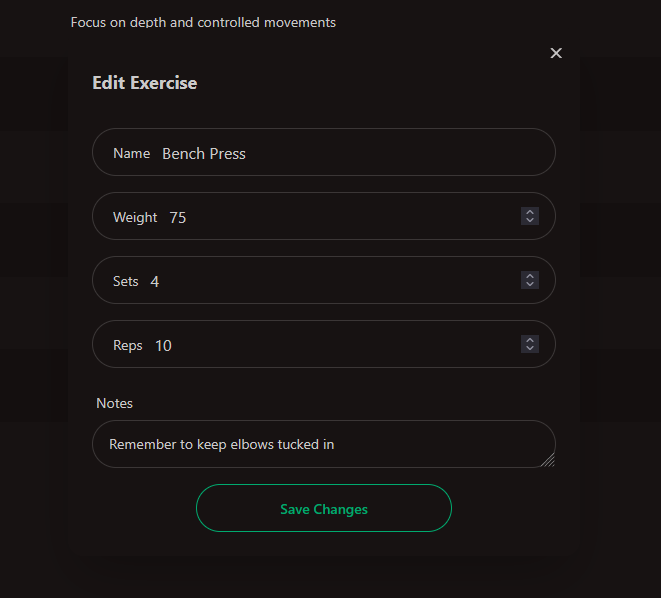 Focus on depth and controlled movements
✕
Edit Exercise
Name Bench Press
Weight 75
Sets 4
Reps 10
Notes
Remember to keep elbows tucked in
Save Changes